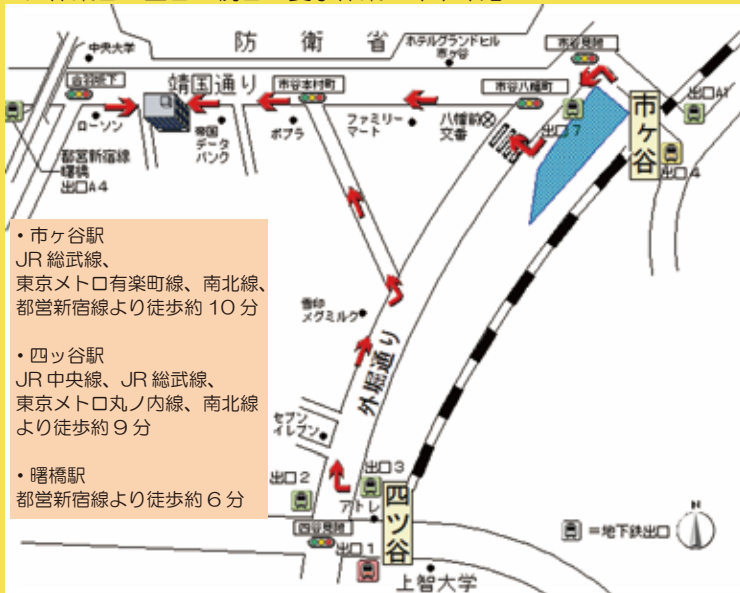 防衛省
中央大学
ホテルグランドヒル
市ヶ谷
市谷見附
合羽坂下
靖国通り
市谷本村町
市谷八幡町
出口A1
市ヶ谷
ローソン
帝国
データ
バンク
ポプラ
ファミリー
マート
八幡前
交番
出口7
出口4
都営新宿線
曙橋
出口A4
・市ヶ谷駅
JR 総武線、
東京メトロ有楽町線、南北線、
都営新宿線より徒歩約 10 分
・四ッ谷駅
JR 中央線、JR 総武線、
東京メトロ丸ノ内線、南北線
より徒歩約 9 分
・曙橋駅
都営新宿線より徒歩約 6 分
雪印
メグミルク
外堀通り
セブン
イレブン
出口2
出口3
アトレ
四ツ谷
四谷見附
出口1
上智大学
＝地下鉄出口
N